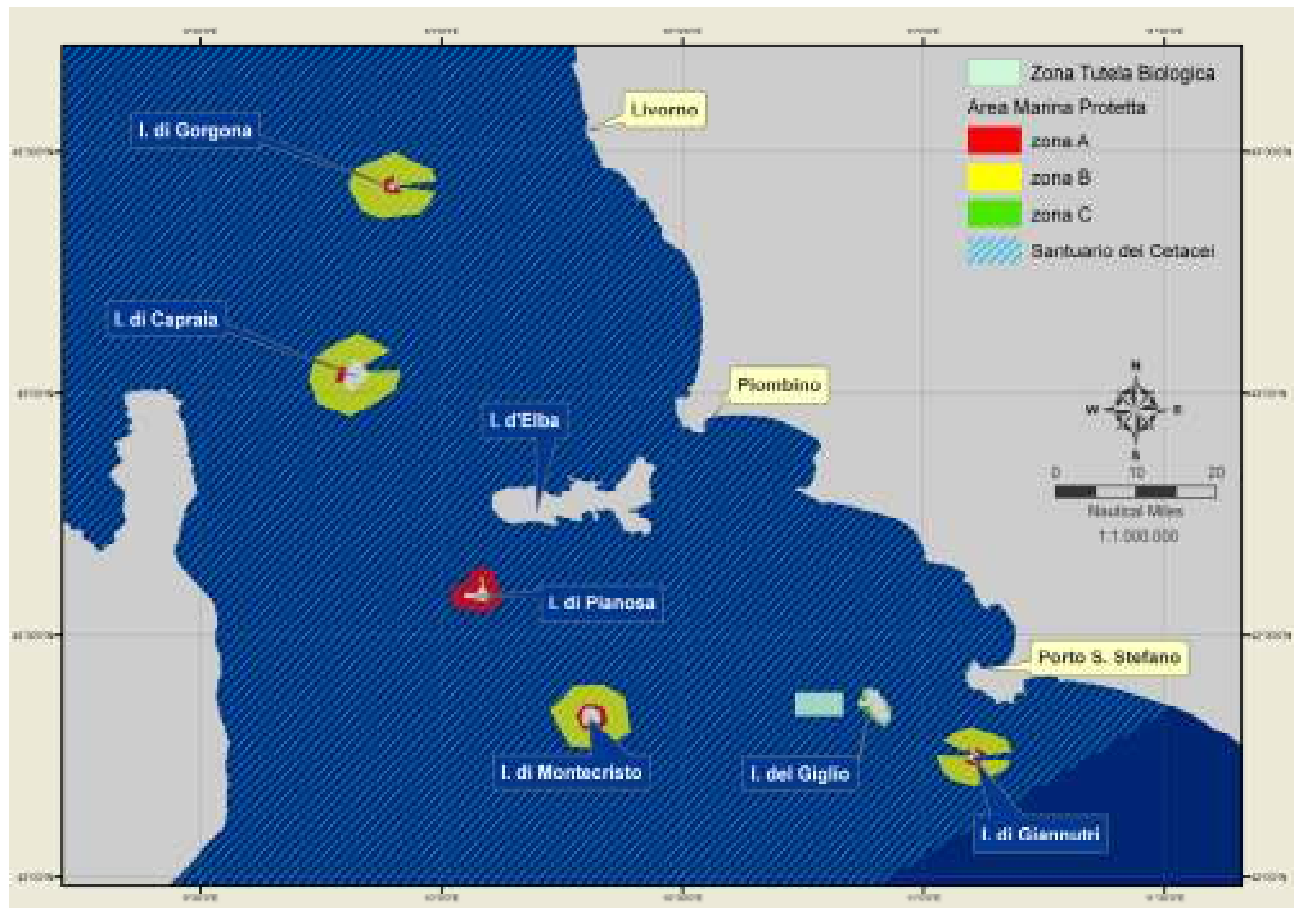 Zona Tutela Biologica
Area Marina Protetta
zona A
zona B
zona C
Santuario dei Cetacei
Livorno
I. di Gorgona
I. di Capraia
Piombino
I. d'Elba
N
W
E
S
0 10 20
Nautical Miles
1:1.000.000
I. di Pianosa
Porto S. Stefano
I. di Montecristo
I. del Giglio
I. di Giannutri